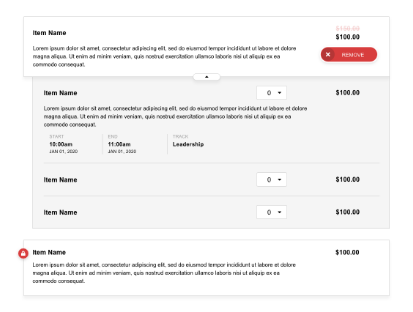 Item Name
$150.00
$100.00
Lorem ipsum dolor sit amet, consectetur adipiscing elit, sed do eiusmod tempor incididunt ut labore et dolore
magna aliqua. Ut enim ad minim veniam, quis nostrud exercitation ullamco laboris nisi ut aliquip ex ea
commodo consequat.
REMOVE
Item Name
0
$100.00
Lorem ipsum dolor sit amet, consectetur adipiscing elit, sed do eiusmod tempor incididunt ut labore et dolore
magna aliqua. Ut enim ad minim veniam, quis nostrud exercitation ullamco laboris nisi ut aliquip ex ea
commodo consequat.
START
END
TRACK
10:00am
11:00am
Leadership
JAN 01, 2020
JAN 01, 2020
Item Name
0
$100.00
Item Name
0
$100.00
Item Name
$100.00
Lorem ipsum dolor sit amet, consectetur adipiscing elit, sed do eiusmod tempor incididunt ut labore et dolore
magna aliqua. Ut enim ad minim veniam, quis nostrud exercitation ullamco laboris nisi ut aliquip ex ea
commodo consequat.